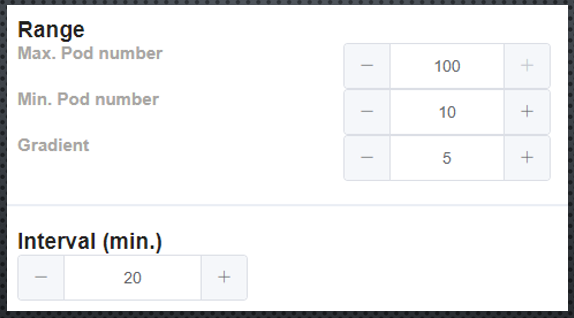 Range
Max. Pod number
− 100 +
Min. Pod number
− 10 +
Gradient
− 5 +
Interval (min.)
− 20 +